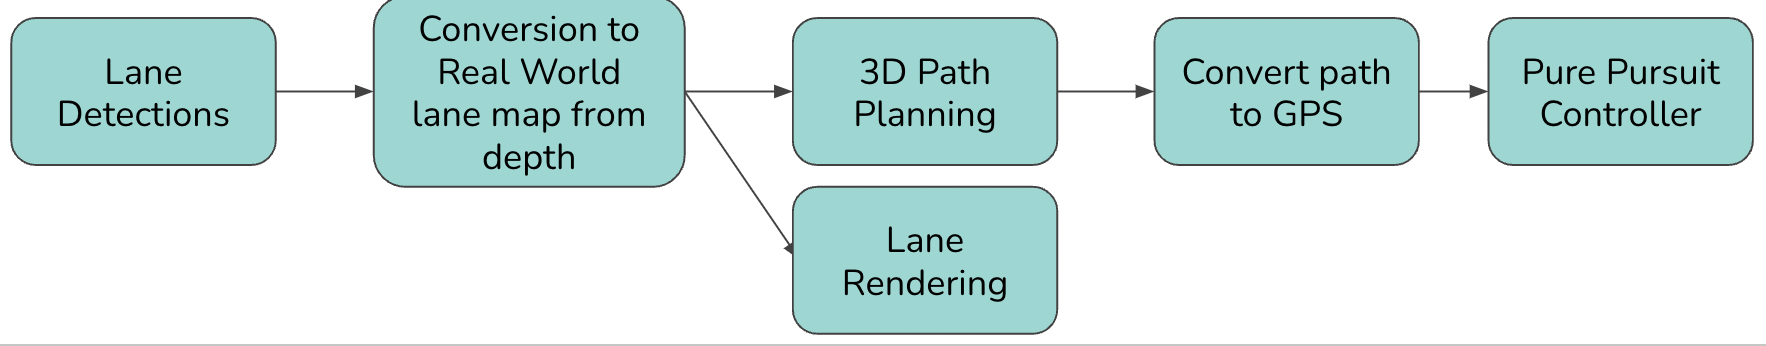 Lane
Detections
Conversion to
Real World
lane map from
depth
3D Path
Planning
Convert path
to GPS
Pure Pursuit
Controller
Lane
Rendering